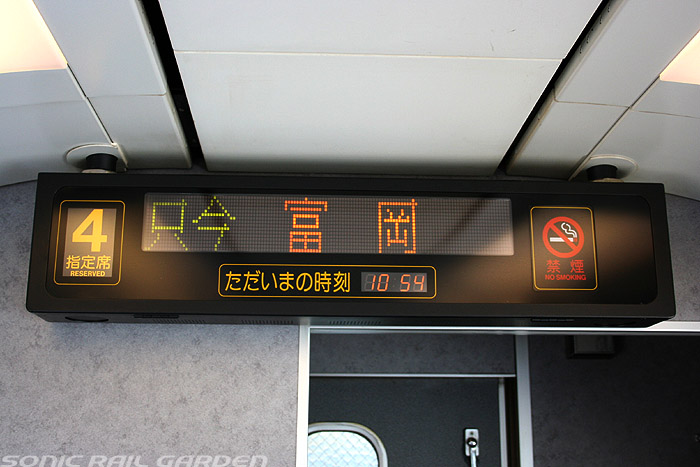 4
指定席
RESERVED
只今 富岡
ただいまの時刻 10 54
禁煙
NO SMOKING
SONIC RAIL GARDEN